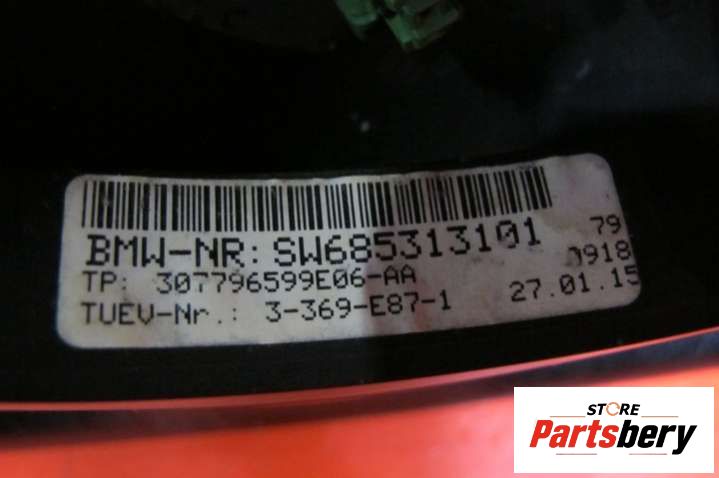 BMW-NR: SW685313101 79
TP: 307796599E06-AA 0918
TUEV-Nr.: 3-369-E87-1 27.01.15
STORE
Partsbery